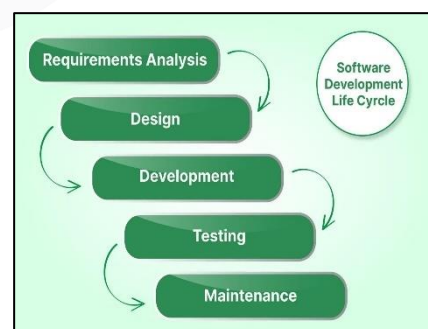 Requirements Analysis
Software
Development
Life Cyrcle
Design
Development
Testing
Maintenance